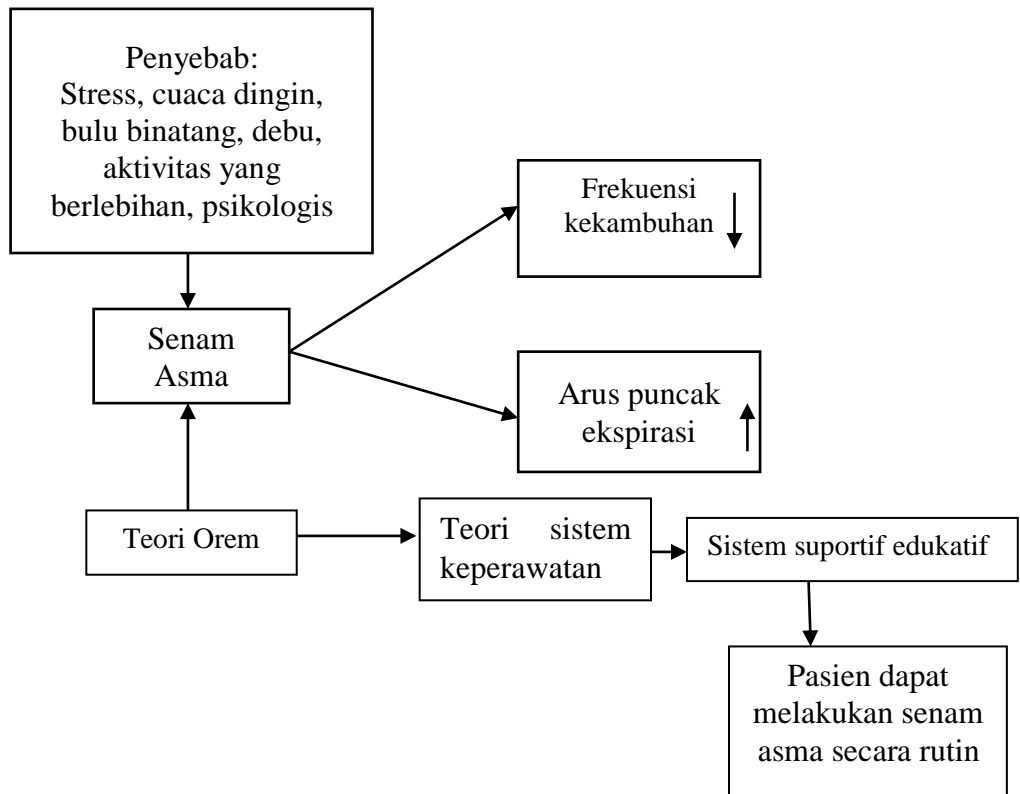 Penyebab:
Stress, cuaca dingin,
bulu binatang, debu,
aktivitas yang
berlebihan, psikologis
Frekuensi
kekambuhan
Senam
Asma
Arus puncak
ekspirasi
Teori Orem
Teori sistem
keperawatan
Sistem suportif edukatif
Pasien dapat
melakukan senam
asma secara rutin